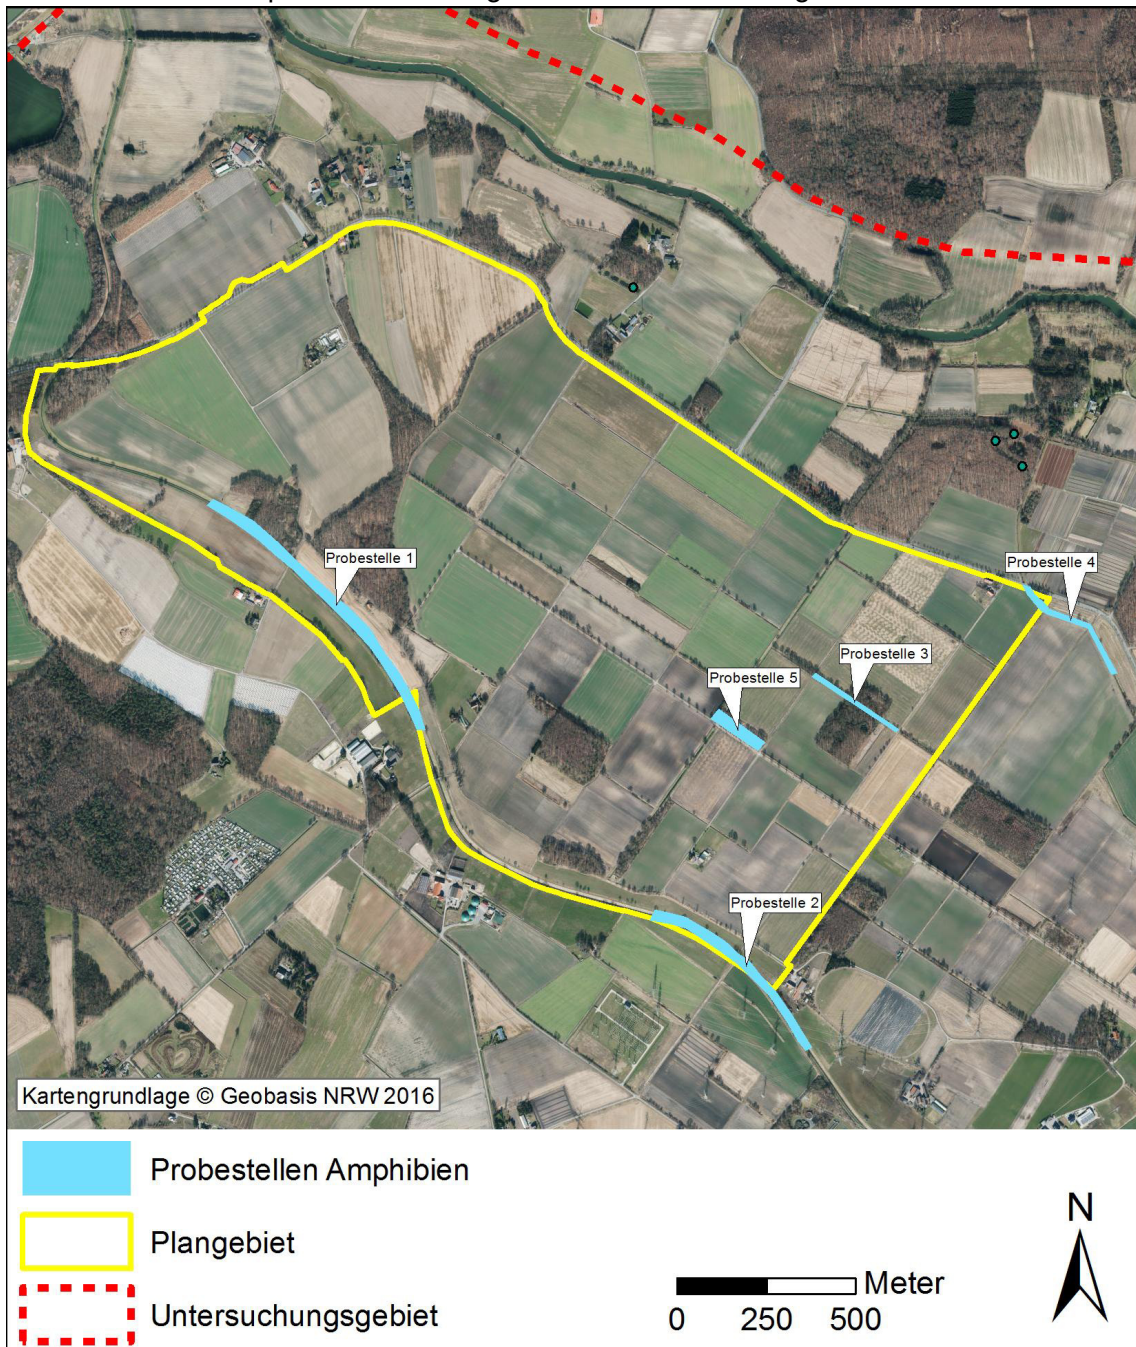 Probestelle 1
Probestelle 4
Probestelle 3
Probestelle 5
Probestelle 2
Kartengrundlage © Geobasis NRW 2016
Probestellen Amphibien
Plangebiet
Untersuchungsgebiet
N
Meter
0 250 500